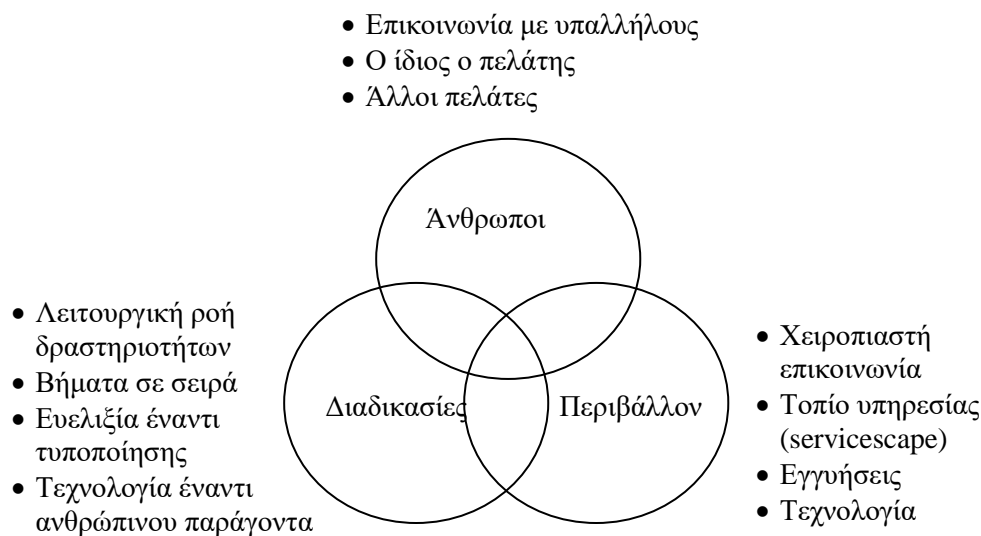 • Επικοινωνία με υπαλλήλους
• Ο ίδιος ο πελάτης
• Άλλοι πελάτες
Άνθρωποι
• Λειτουργική ροή
δραστηριοτήτων
• Βήματα σε σειρά
• Ευελιξία έναντι
τυποποίησης
• Τεχνολογία έναντι
ανθρώπινου παράγοντα
Διαδικασίες
Περιβάλλον
• Χειροπιαστή
επικοινωνία
• Τοπίο υπηρεσίας
(servicescape)
• Εγγυήσεις
• Τεχνολογία